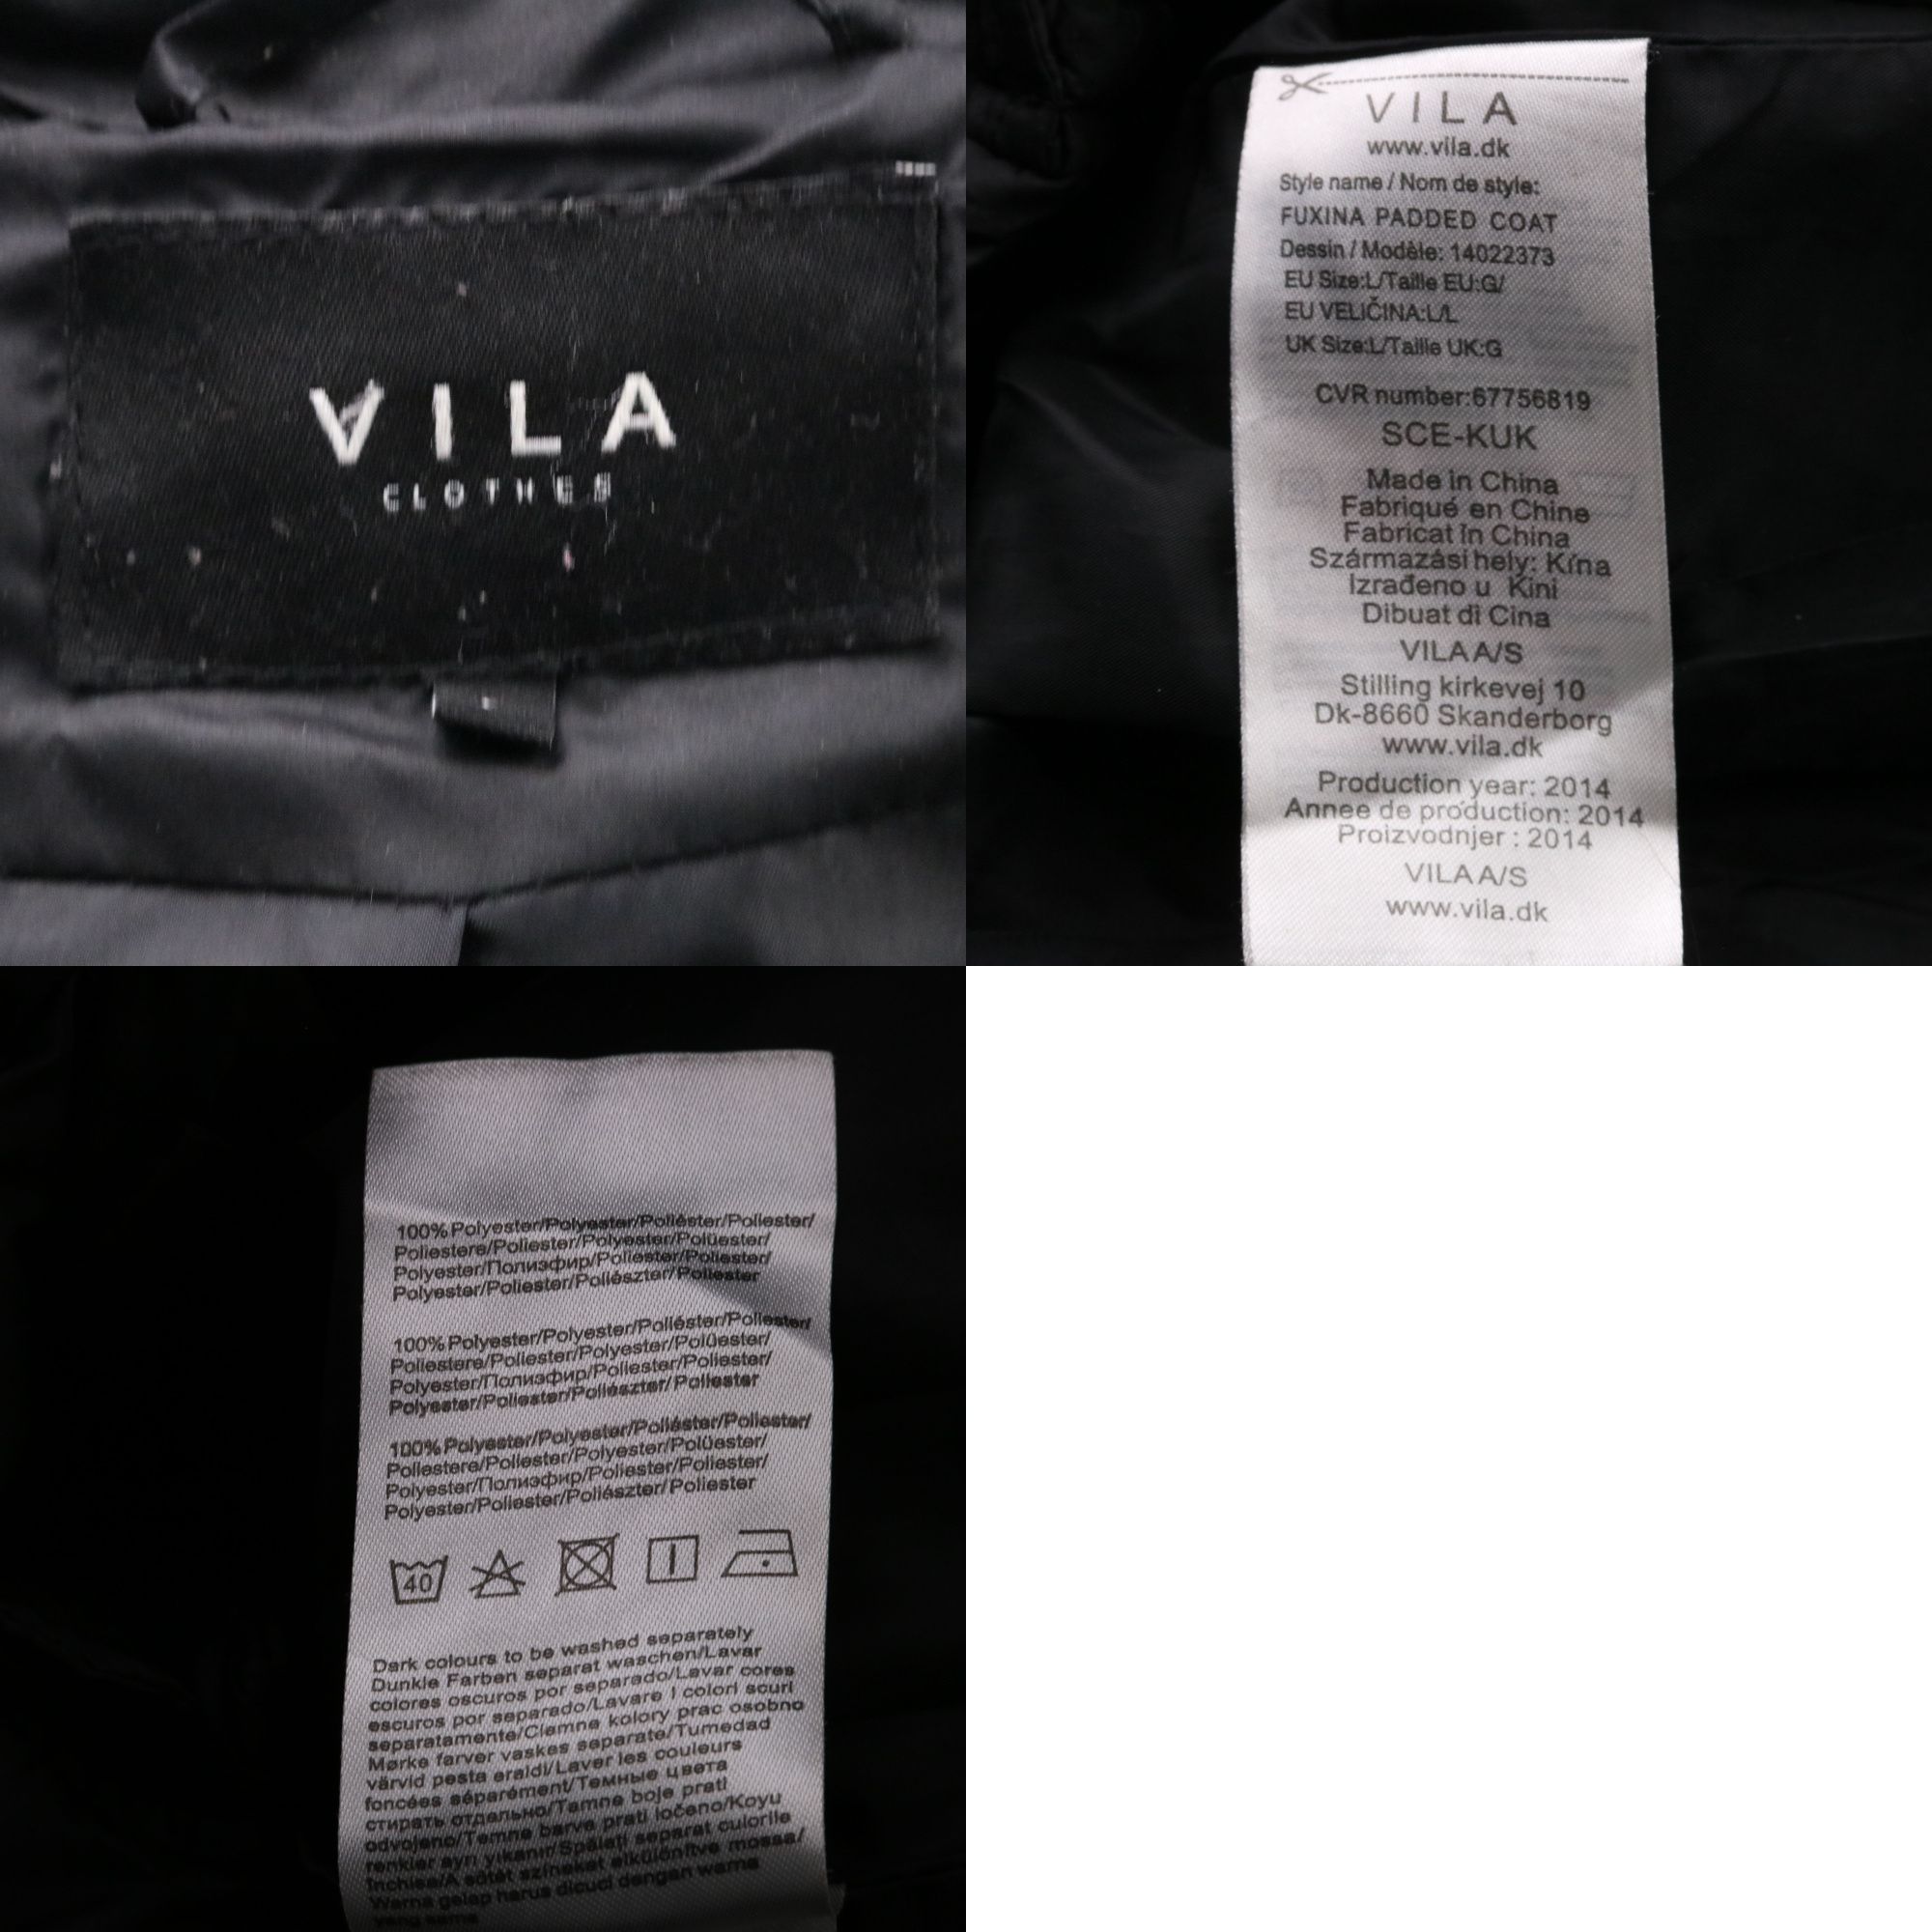 VILA
CLOTHES
VILA
www.vila.dk
Style name / Nom de style:
FUXINA PADDED COAT
Dessin / Modèle: 14022373
EU Size:L/Taille EU:G/
EU VELIČINA:L/L
UK Size:L/Taille UK:G
CVR number:67756819
SCE-KUK
Made in China
Fabriqué en Chine
Fabricat în China
Származási hely: Kína
Izrađeno u Kini
Dibuat di Cina
VILA A/S
Stilling kirkevej 10
Dk-8660 Skanderborg
www.vila.dk
Production year: 2014
Annee de production: 2014
Proizvodnjer : 2014
VILA A/S
www.vila.dk
100% Polyester/Polyester/Poliéster/Poliester/
Poliestere/Poliester/Polyester/Polüester/
Polyester/Полиэфир/Poliester/Poliester/
Polyester/Poliester/Poliészter/Poliester
100% Polyester/Polyester/Poliéster/Poliester/
Poliestere/Poliester/Polyester/Polüester/
Polyester/Полиэфир/Poliester/Poliester/
Polyester/Poliester/Poliészter/ Poliester
100% Polyester/Polyester/Poliéster/Poliester/
Poliestere/Poliester/Polyester/Polüester/
Polyester/Полиэфир/Poliester/Poliester/
Polyester/Poliester/Poliészter/Poliester
40
Dark colours to be washed separately
Dunkle Farben separat waschen/Lavar
colores oscuros por separado/Lavar cores
escuros por separado/Lavare i colori scuri
separatamente/Ciemne kolory prac osobno
Mørke farver vaskes separate/Tumedad
värvid pesta eraldi/Laver les couleurs
foncées séparément/Темные цвета
стирать отдельно/Tamne boje prati
odvojeno/Temne barve prati ločeno/Koyu
renkler ayrı yıkanır/Spălaţi separat culorile
închise/A sötét színeket elkülönítve mossa/
Warna gelap harus dicuci dengan warna
yang sama